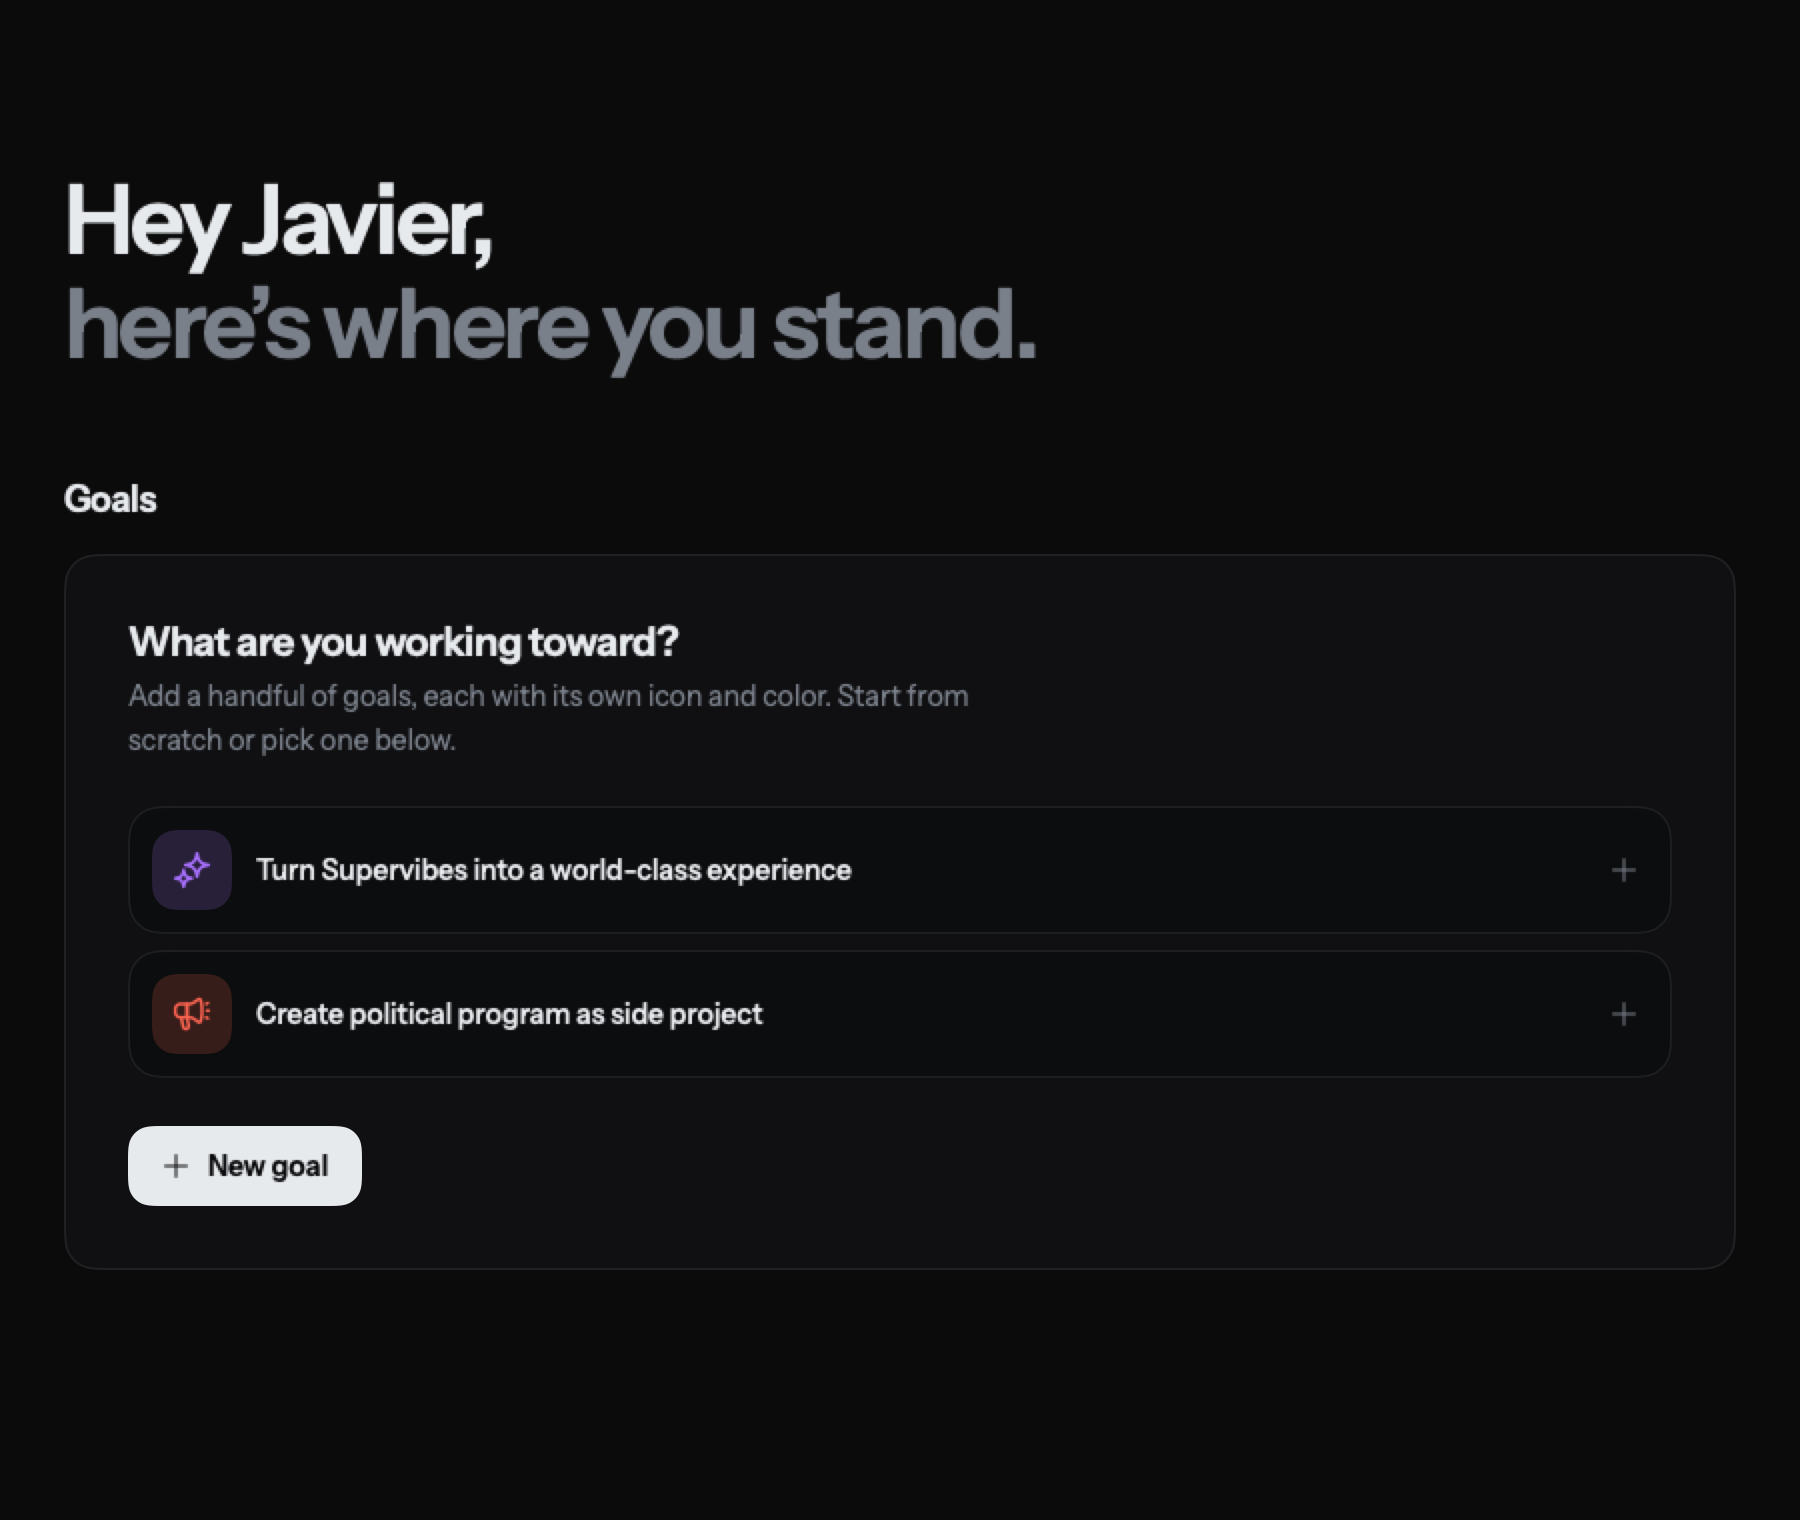 Hey Javier,
here’s where you stand.
Goals
What are you working toward?
Add a handful of goals, each with its own icon and color. Start from
scratch or pick one below.
Turn Supervibes into a world-class experience
Create political program as side project
New goal